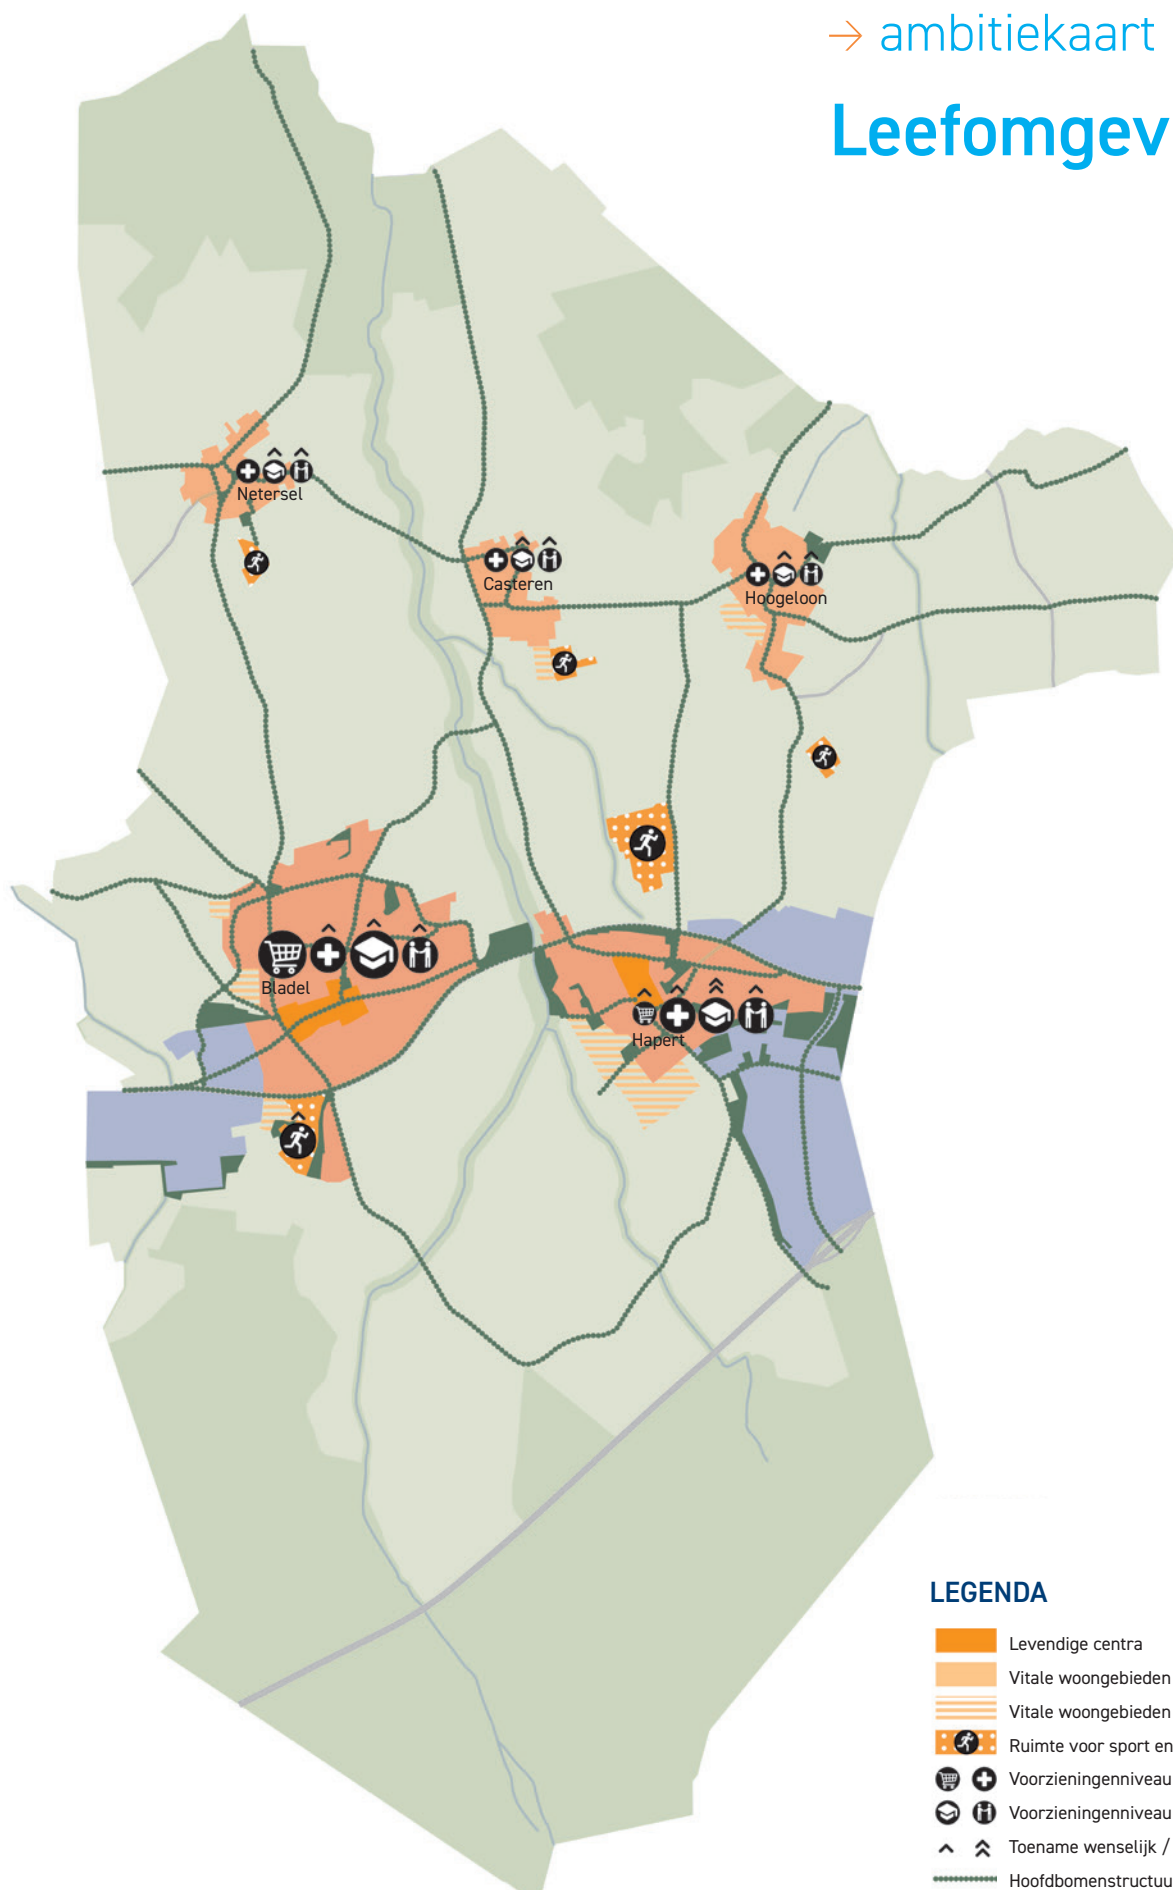 → ambitiekaart
Leefomgev
Netersel
Casteren
Hoogeloon
Bladel
Hapert
LEGENDA
Levendige centra
Vitale woongebieden
Vitale woongebieden
Ruimte voor sport en
Voorzieningenniveau
Voorzieningenniveau
Toename wenselijk /
Hoofdbomenstructuu